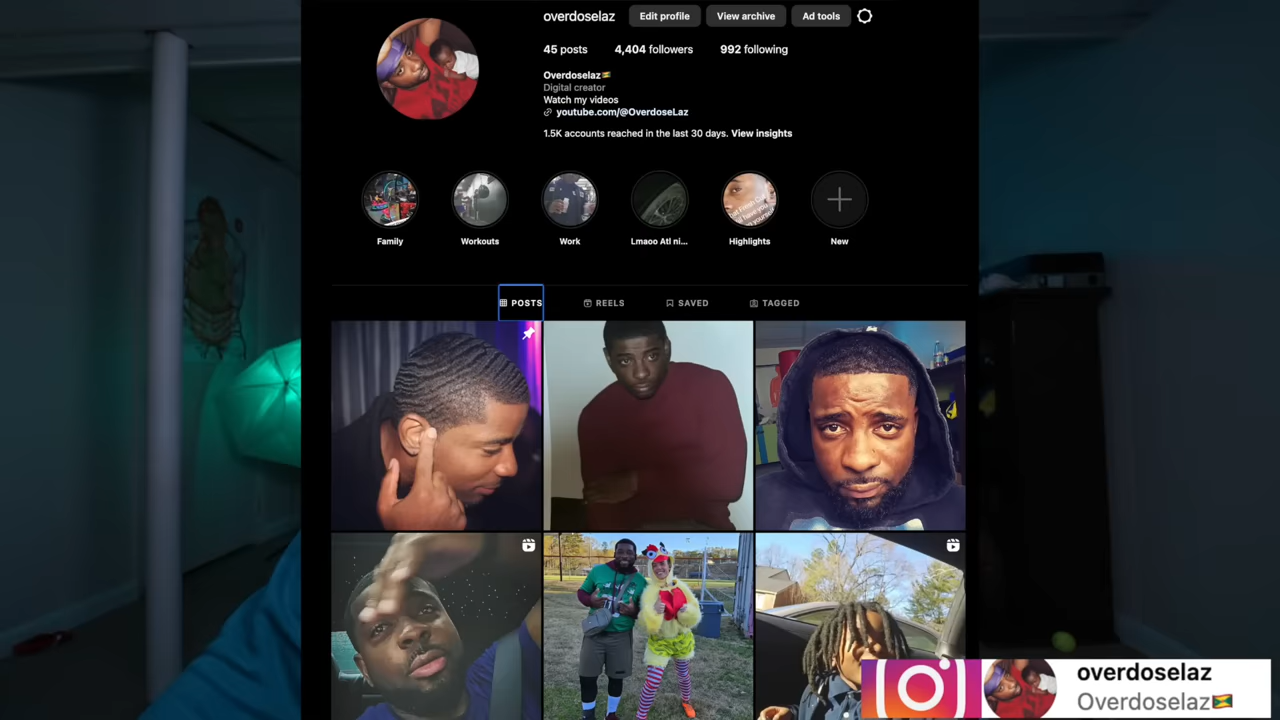 overdoselaz Edit profile View archive Ad tools
45 posts 4,404 followers 992 following
Overdoselaz🇬🇩
Digital creator
Watch my videos
youtube.com/@OverdoseLaz
1.5K accounts reached in the last 30 days. View insights
Family Workouts Work Lmaoo Atl ni... Highlights New
POSTS REELS SAVED TAGGED
overdoselaz
Overdoselaz🇬🇩